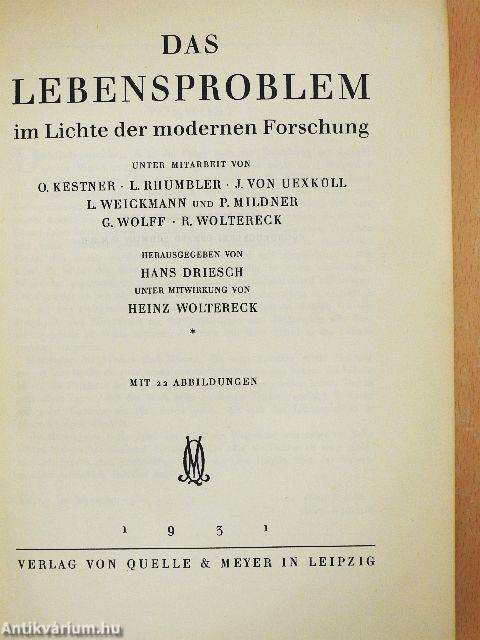 DAS
LEBENSPROBLEM
im Lichte der modernen Forschung
UNTER MITARBEIT VON
O. KESTNER · L. RHUMBLER · J. VON UEXKÜLL
L. WEICKMANN UND P. MILDNER
G. WOLFF · R. WOLTERECK
HERAUSGEGEBEN VON
HANS DRIESCH
UNTER MITWIRKUNG VON
HEINZ WOLTERECK
*
MIT 22 ABBILDUNGEN
1 9 3 1
VERLAG VON QUELLE & MEYER IN LEIPZIG
Antikvárium.hu